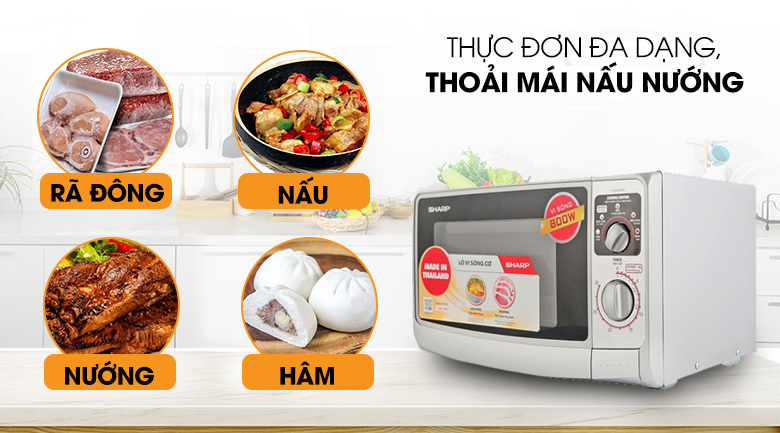 THỰC ĐƠN ĐA DẠNG,
THOẢI MÁI NẤU NƯỚNG
RÃ ĐÔNG
NẤU
NƯỚNG
HÂM
SHARP
VI SÓNG
800W
MADE IN
THAILAND
LÒ VI SÓNG CƠ
SHARP